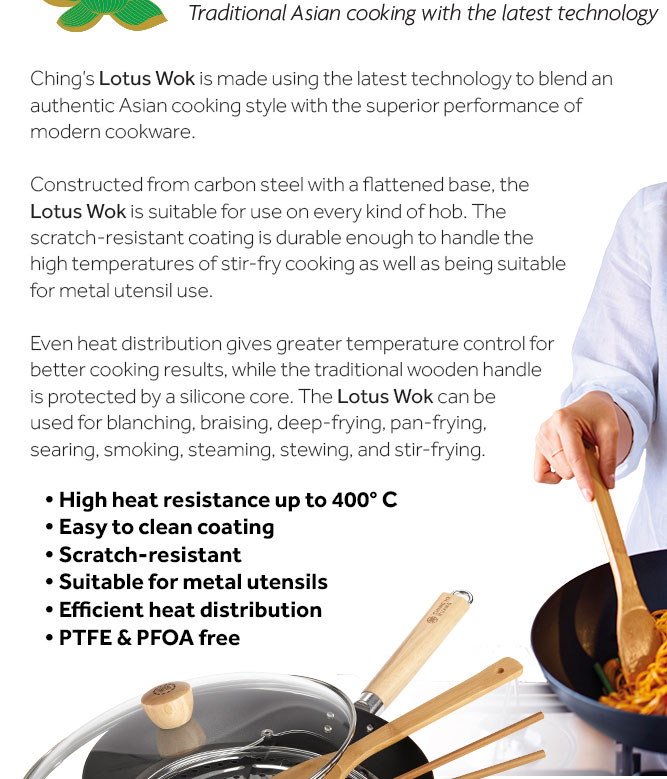 Traditional Asian cooking with the latest technology
Ching's Lotus Wok is made using the latest technology to blend an
authentic Asian cooking style with the superior performance of
modern cookware.
Constructed from carbon steel with a flattened base, the
Lotus Wok is suitable for use on every kind of hob. The
scratch-resistant coating is durable enough to handle the
high temperatures of stir-fry cooking as well as being suitable
for metal utensil use.
Even heat distribution gives greater temperature control for
better cooking results, while the traditional wooden handle
is protected by a silicone core. The Lotus Wok can be
used for blanching, braising, deep-frying, pan-frying,
searing, smoking, steaming, stewing, and stir-frying.
• High heat resistance up to 400° C
• Easy to clean coating
• Scratch-resistant
• Suitable for metal utensils
• Efficient heat distribution
• PTFE & PFOA free